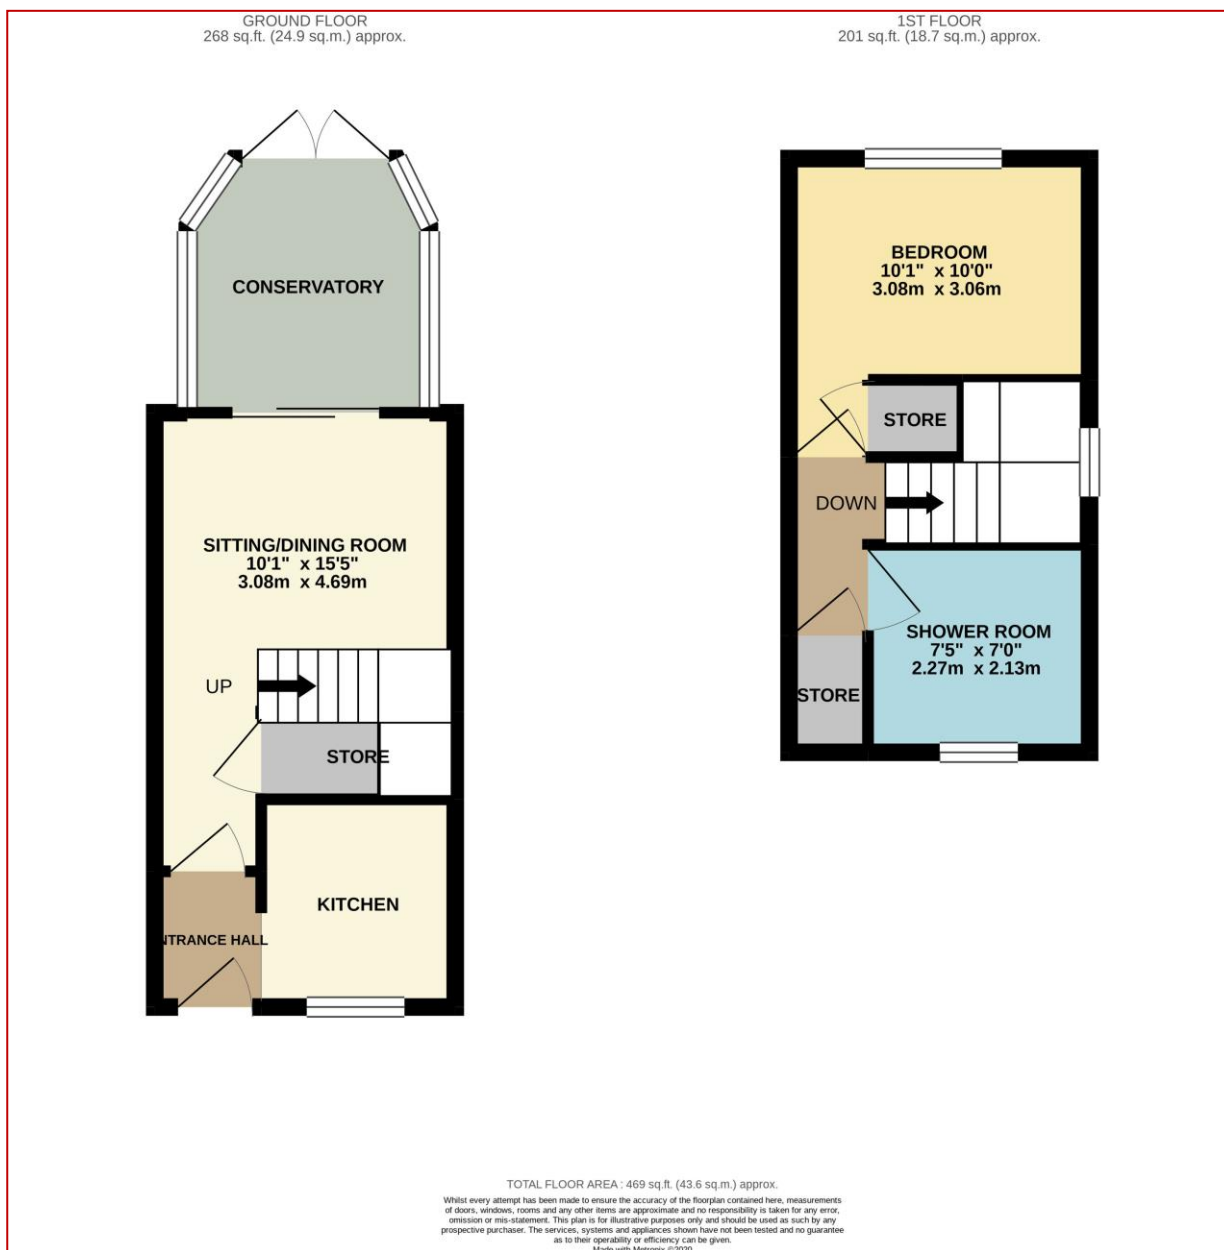 GROUND FLOOR
268 sq.ft. (24.9 sq.m.) approx.
1ST FLOOR
201 sq.ft. (18.7 sq.m.) approx.
CONSERVATORY
SITTING/DINING ROOM
10'1" x 15'5"
3.08m x 4.69m
UP
STORE
KITCHEN
NTRANCE HALL
BEDROOM
10'1" x 10'0"
3.08m x 3.06m
STORE
DOWN
SHOWER ROOM
7'5" x 7'0"
2.27m x 2.13m
STORE
TOTAL FLOOR AREA : 469 sq.ft. (43.6 sq.m.) approx.
Whilst every attempt has been made to ensure the accuracy of the floorplan contained here, measurements
of doors, windows, rooms and any other items are approximate and no responsibility is taken for any error,
omission or mis-statement. This plan is for illustrative purposes only and should be used as such by any
prospective purchaser. The services, systems and appliances shown have not been tested and no guarantee
as to their operability or efficiency can be given.
Made with Metropix ©2020